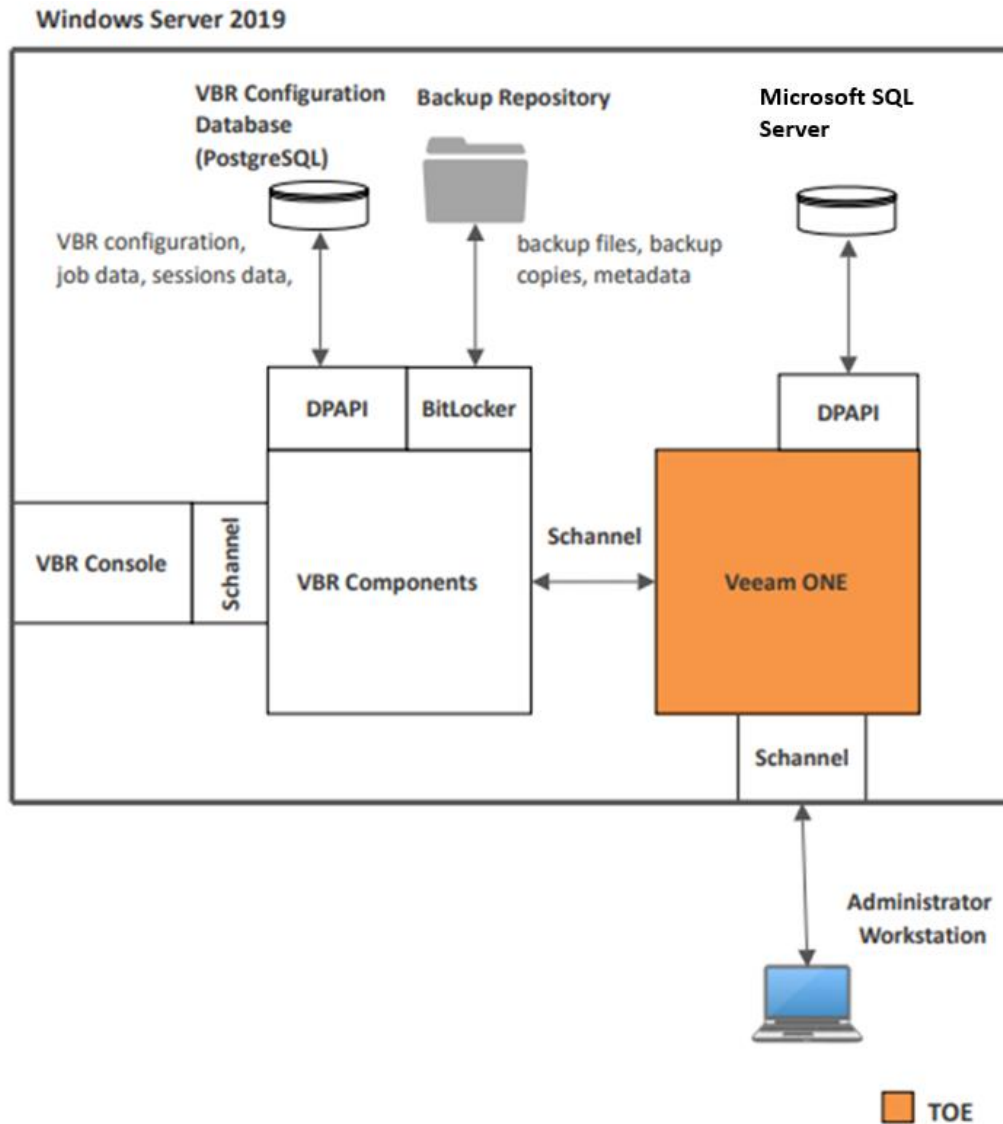 Windows Server 2019
VBR Configuration
Database
(PostgreSQL)
Backup Repository
Microsoft SQL
Server
VBR configuration,
job data, sessions data,
backup files, backup
copies, metadata
DPAPI
BitLocker
DPAPI
VBR Console
Schannel
VBR Components
Schannel
Veeam ONE
Schannel
Administrator
Workstation
TOE